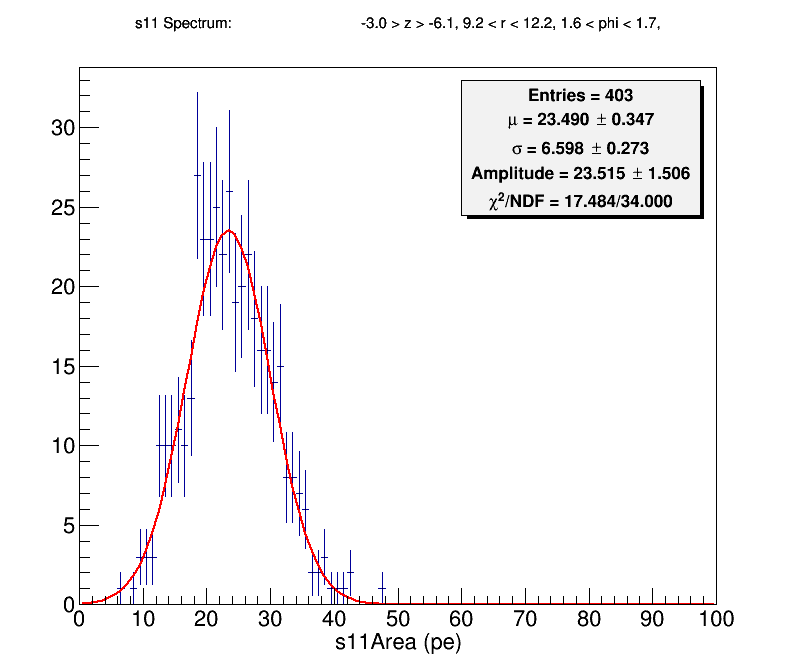 s11 Spectrum: -3.0 > z > -6.1, 9.2 < r < 12.2, 1.6 < phi < 1.7,
Entries = 403
μ = 23.490 ± 0.347
σ = 6.598 ± 0.273
Amplitude = 23.515 ± 1.506
χ²/NDF = 17.484/34.000
30
25
20
15
10
5
0
0 10 20 30 40 50 60 70 80 90 100
s11Area (pe)